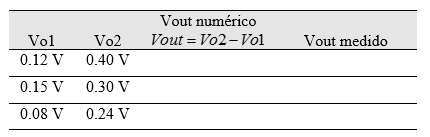 Vout numérico
Vo1 Vo2 Vout = Vo2 − Vo1 Vout medido
0.12 V 0.40 V
0.15 V 0.30 V
0.08 V 0.24 V